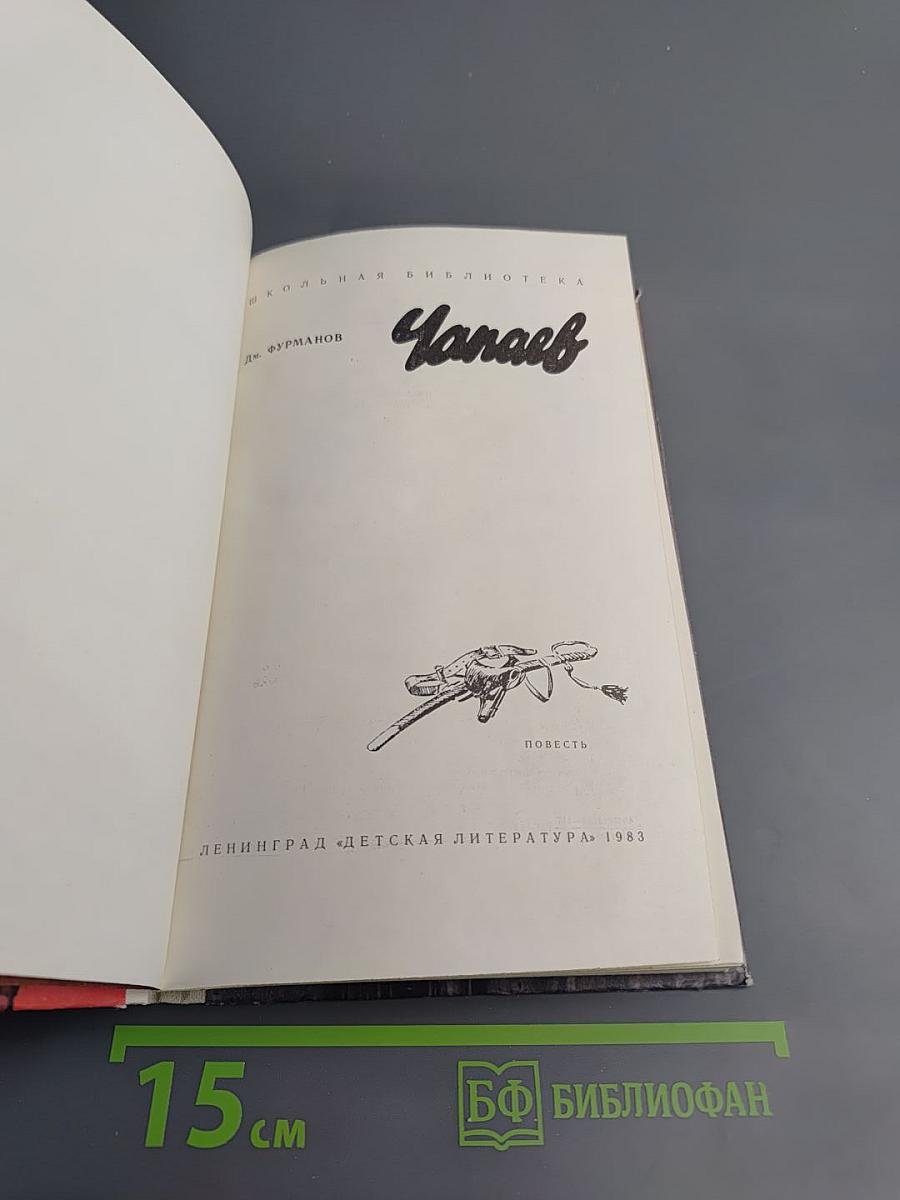 ШКОЛЬНАЯ БИБЛИОТЕКА
Дм. ФУРМАНОВ
Чапаев
ПОВЕСТЬ
ЛЕНИНГРАД «ДЕТСКАЯ ЛИТЕРАТУРА» 1983
15 см
БФ БИБЛИОФАН